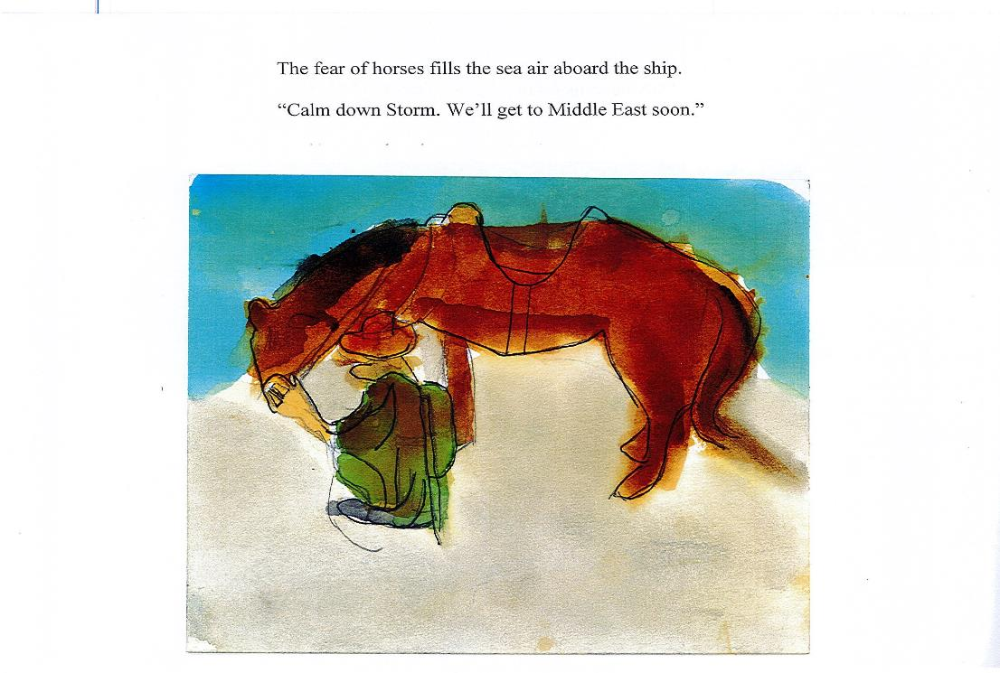 The fear of horses fills the sea air aboard the ship.
“Calm down Storm. We’ll get to Middle East soon.”